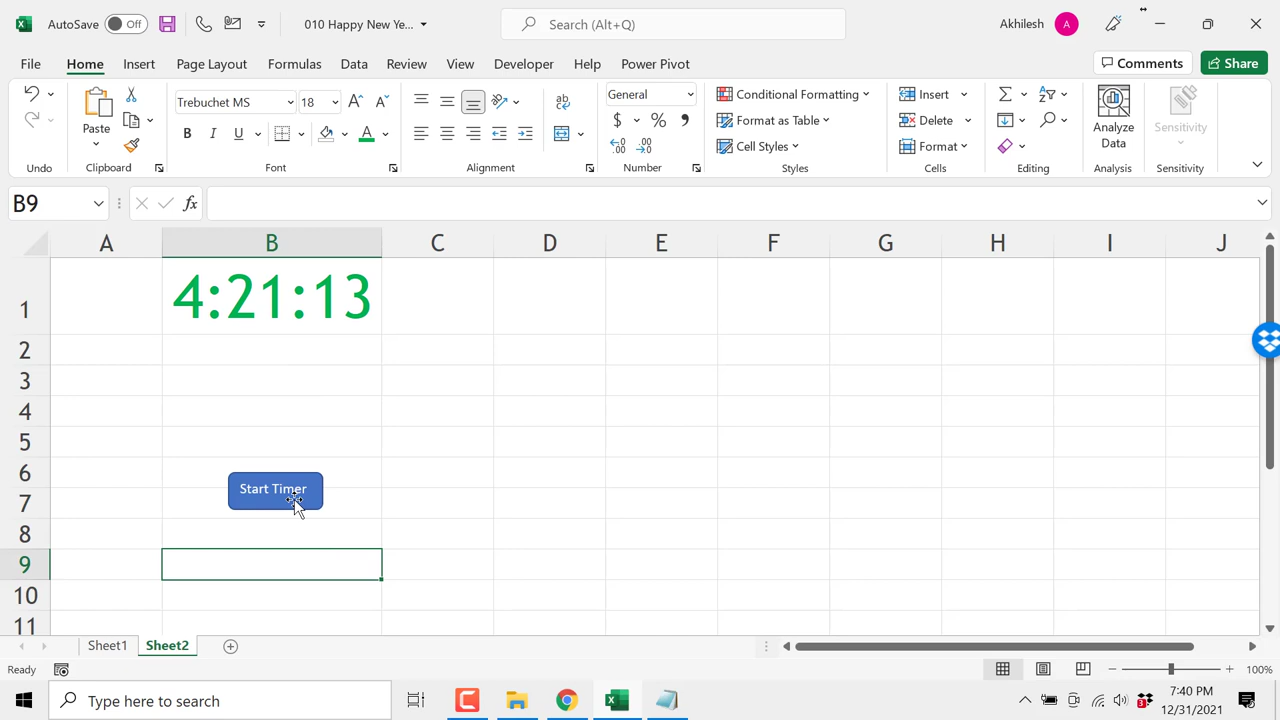 AutoSave Off 010 Happy New Ye... Search (Alt+Q) Akhilesh A
File Home Insert Page Layout Formulas Data Review View Developer Help Power Pivot Comments Share
Trebuchet MS 18 General Conditional Formatting Insert
Paste B I U A $ % , Format as Table Delete Analyze Data Sensitivity
Cell Styles Format
Undo Clipboard Font Alignment Number Styles Cells Editing Analysis Sensitivity
B9 fx
A B C D E F G H I J
1 4:21:13
2
3
4
5
6
Start Timer
7
8
9
10
11
Sheet1 Sheet2
Ready 100%
Type here to search 3 7:40 PM
12/31/2021